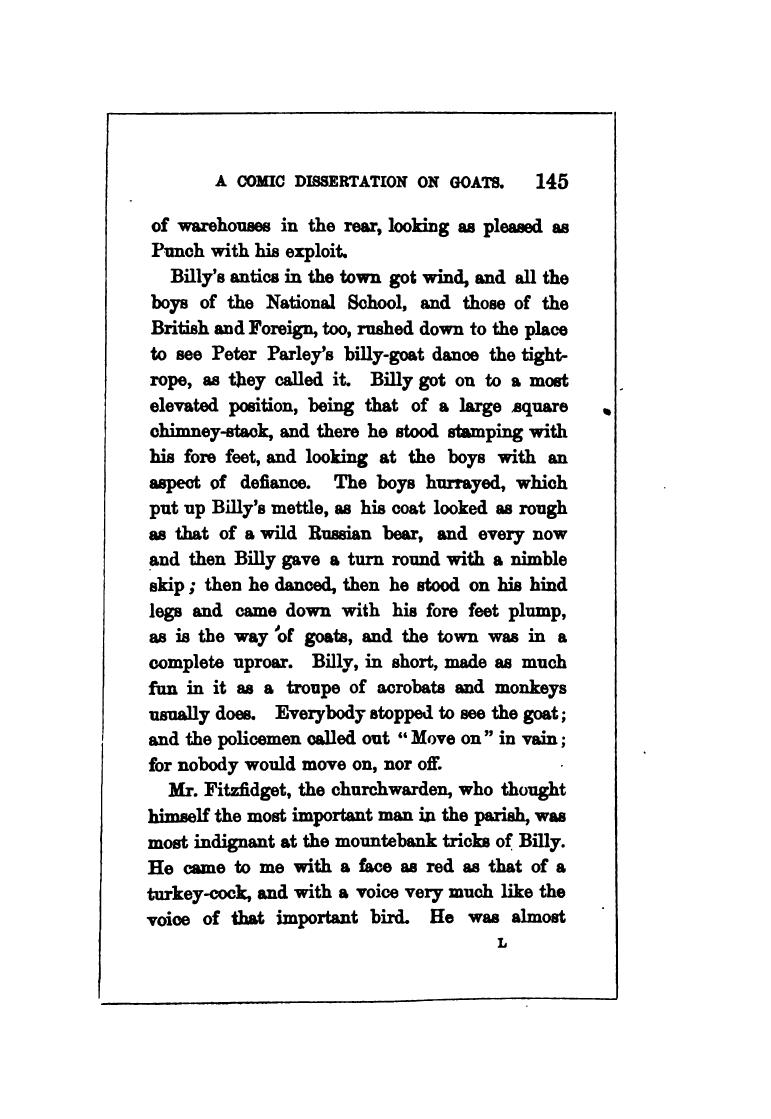 A COMIC DISSERTATION ON GOATS. 145
of warehouses in the rear, looking as pleased as
Punch with his exploit.
Billy's antics in the town got wind, and all the
boys of the National School, and those of the
British and Foreign, too, rushed down to the place
to see Peter Parley's billy-goat dance the tight-
rope, as they called it. Billy got on to a most
elevated position, being that of a large square
chimney-stack, and there he stood stamping with
his fore feet, and looking at the boys with an
aspect of defiance. The boys hurrayed, which
put up Billy's mettle, as his coat looked as rough
as that of a wild Russian bear, and every now
and then Billy gave a turn round with a nimble
skip; then he danced, then he stood on his hind
legs and came down with his fore feet plump,
as is the way of goats, and the town was in a
complete uproar. Billy, in short, made as much
fun in it as a troupe of acrobats and monkeys
usually does. Everybody stopped to see the goat;
and the policemen called out "Move on" in vain;
for nobody would move on, nor off.
Mr. Fitzfidget, the churchwarden, who thought
himself the most important man in the parish, was
most indignant at the mountebank tricks of Billy.
He came to me with a face as red as that of a
turkey-cock, and with a voice very much like the
voice of that important bird. He was almost
L